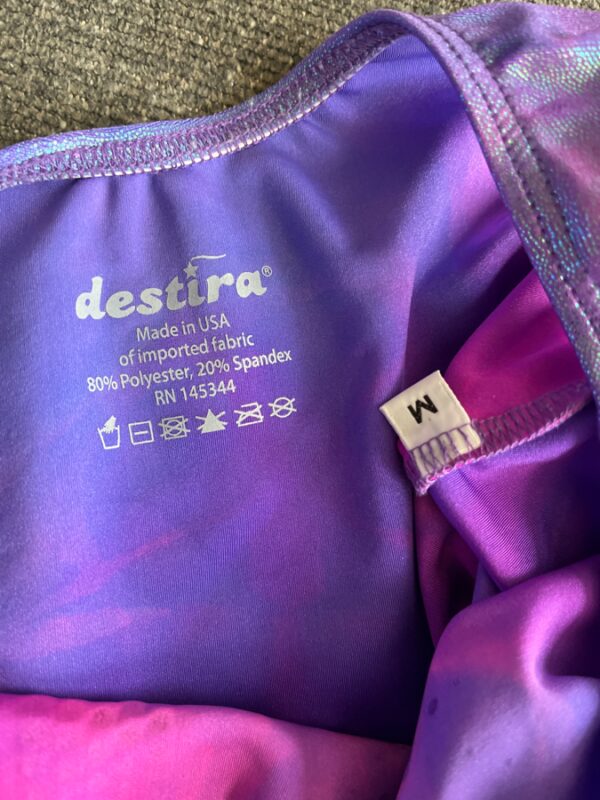 destira®
Made in USA
of imported fabric
80% Polyester, 20% Spandex
RN 145344
M